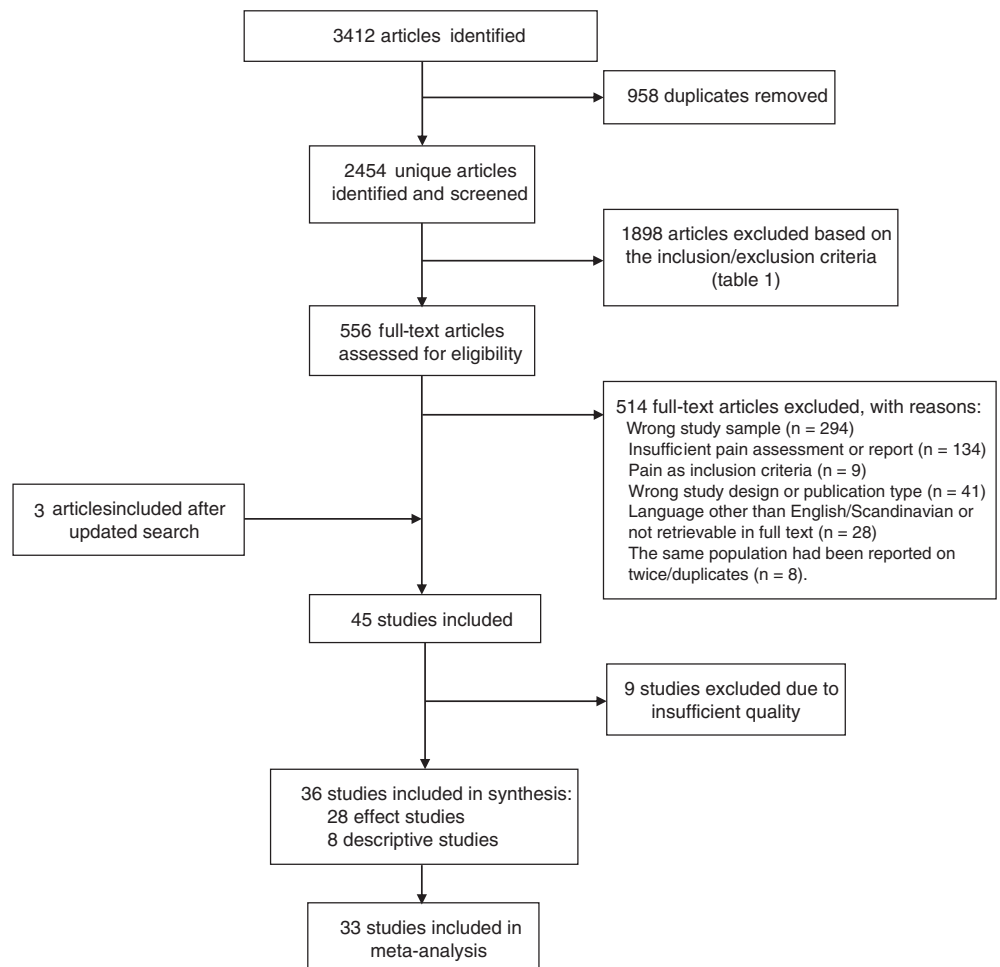 3412 articles identified
958 duplicates removed
2454 unique articles
identified and screened
1898 articles excluded based on
the inclusion/exclusion criteria
(table 1)
556 full-text articles
assessed for eligibility
514 full-text articles excluded, with reasons:
Wrong study sample (n = 294)
Insufficient pain assessment or report (n = 134)
Pain as inclusion criteria (n = 9)
Wrong study design or publication type (n = 41)
Language other than English/Scandinavian or
not retrievable in full text (n = 28)
The same population had been reported on
twice/duplicates (n = 8).
3 articlesincluded after
updated search
45 studies included
9 studies excluded due to
insufficient quality
36 studies included in synthesis:
28 effect studies
8 descriptive studies
33 studies included in
meta-analysis